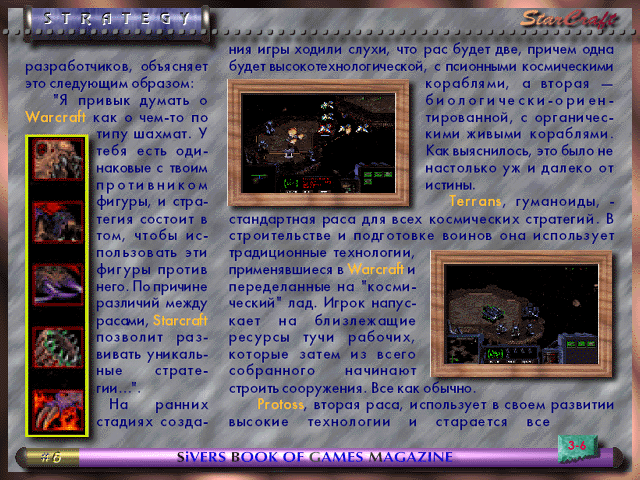 STRATEGY
StarCraft
разработчиков, объясняет
это следующим образом:
"Я привык думать о
Warcraft как о чем-то по
типу шахмат. У
тебя есть оди-
наковые с твоим
противником
фигуры, и стра-
тегия состоит в
том, чтобы ис-
пользовать эти
фигуры против
него. По причине
различий между
расами, Starcraft
позволит раз-
вивать уникаль-
ные страте-
гии...".
На ранних
стадиях созда-
ния игры ходили слухи, что рас будет две, причем одна
будет высокотехнологической, с псионными космическими
кораблями, а вторая —
биологически-ориен-
тированной, с органичес-
кими живыми кораблями.
Как выяснилось, это было не
настолько уж и далеко от
истины.
Terrans, гуманоиды, -
стандартная раса для всех космических стратегий. В
строительстве и подготовке воинов она использует
традиционные технологии,
применявшиеся в Warcraft и
переделанные на "косми-
ческий" лад. Игрок напус-
кает на близлежащие
ресурсы тучи рабочих,
которые затем из всего
собранного начинают
строить сооружения. Все как обычно.
Protoss, вторая раса, использует в своем развитии
высокие технологии и старается все
#6
SiVERS BOOK OF GAMES MAGAZINE
3-6